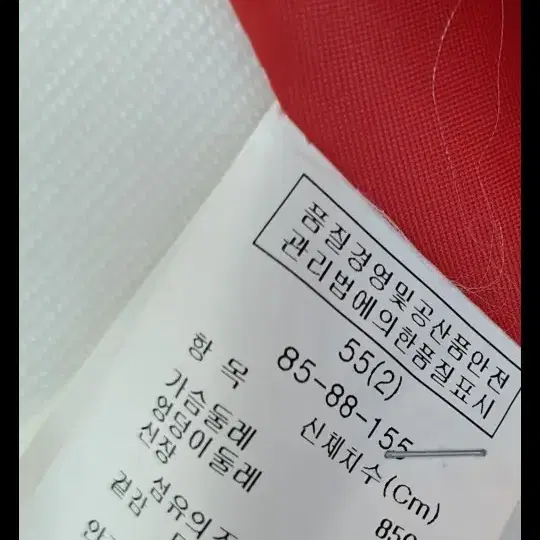 품질경영및공산품안전
관리법에의한품질표시
55(2)
85-88-155
항 목
신체치수(Cm)
가슴둘레
엉덩이둘레
신장
섬유의
겉감